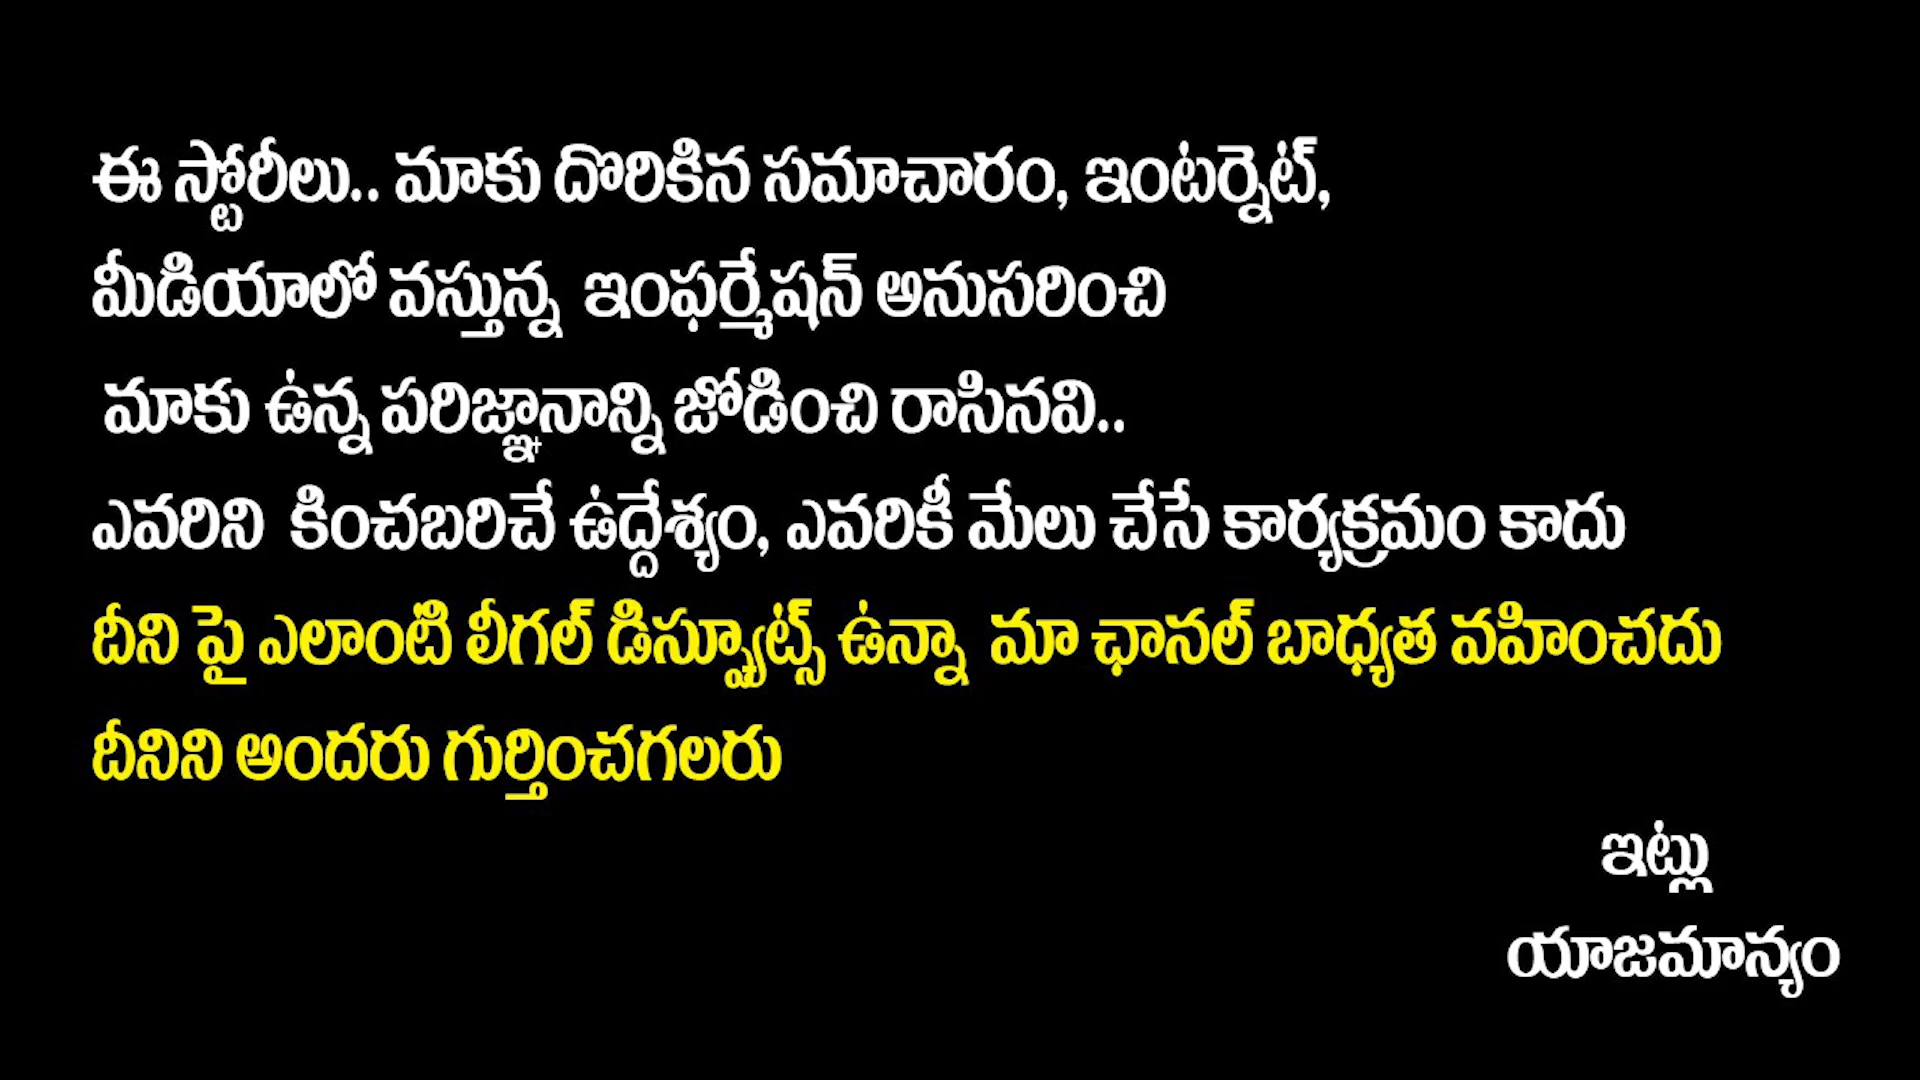 ఈ స్టోరీలు.. మాకు దొరికిన సమాచారం, ఇంటర్నెట్,
మీడియాలో వస్తున్న ఇంఫర్మేషన్ అనుసరించి
మాకు ఉన్న పరిజ్ఞానాన్ని జోడించి రాసినవి..
ఎవరిని కించబరిచే ఉద్దేశ్యం, ఎవరికీ మేలు చేసే కార్యక్రమం కాదు
దీని పై ఎలాంటి లీగల్ డిస్ప్యూట్స్ ఉన్నా మా ఛానల్ బాధ్యత వహించదు
దీనిని అందరు గుర్తించగలరు
ఇట్లు
యాజమాన్యం